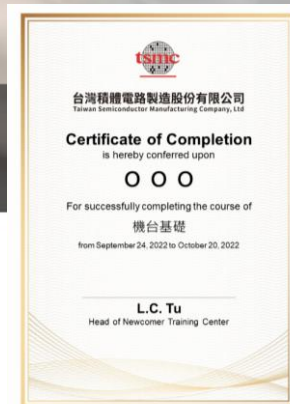 tsmc
台灣積體電路製造股份有限公司
Taiwan Semiconductor Manufacturing Company, Ltd
Certificate of Completion
is hereby conferred upon
O O O
For successfully completing the course of
機台基礎
from September 24, 2022 to October 20, 2022
L.C. Tu
Head of Newcomer Training Center